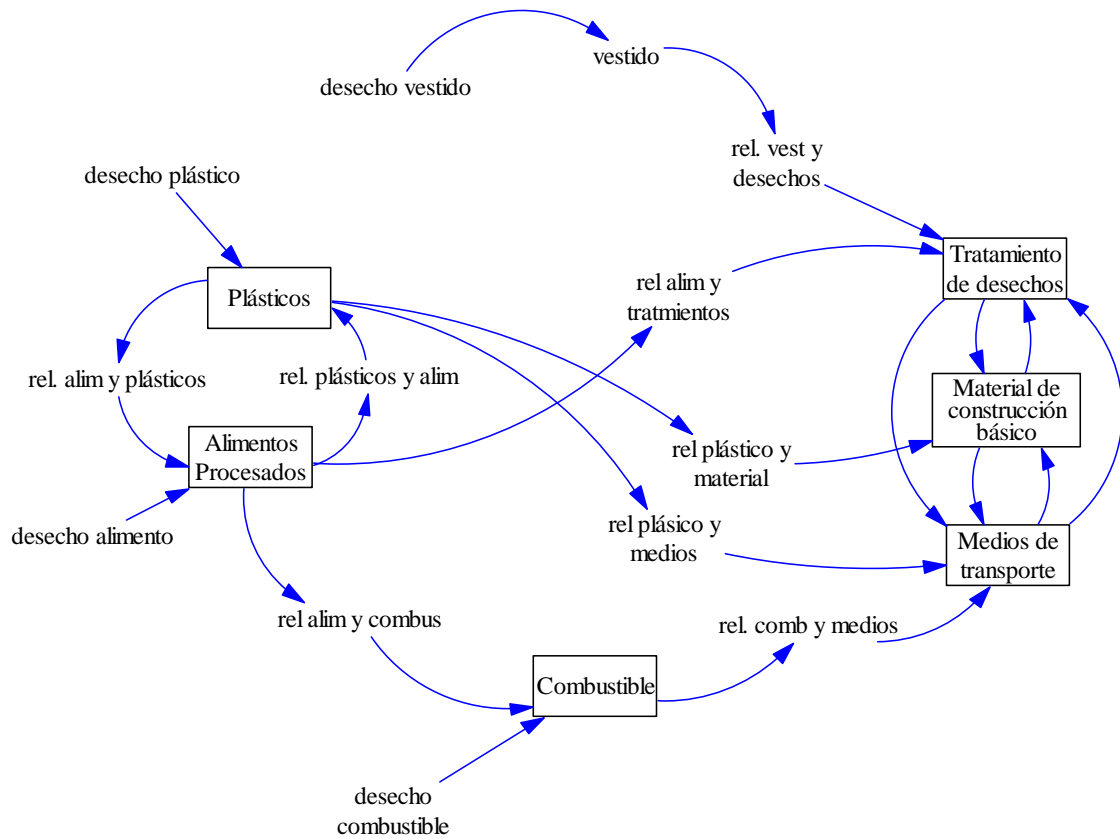 vestido
desecho vestido
rel. vest y
desechos
desecho plástico
Tratamiento
de desechos
rel alim y
tratmientos
Plásticos
rel. alim y plásticos
rel. plásticos y alim
Material de
construcción
básico
Alimentos
Procesados
rel plástico y
material
desecho alimento
rel plásico y
medios
Medios de
transporte
rel alim y combus
rel. comb y medios
Combustible
desecho
combustible